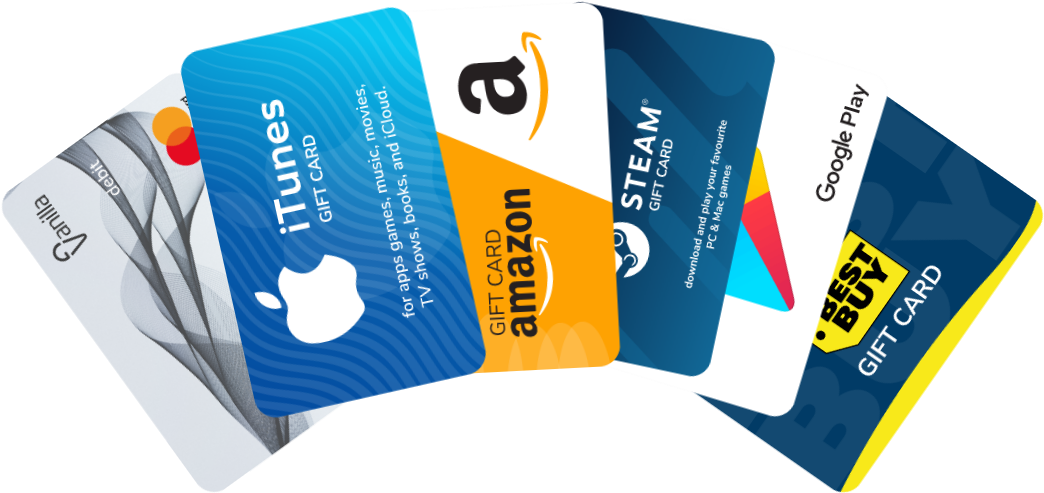 Vanilla
debit
iTunes
GIFT CARD
for apps games, music, movies,
TV shows, books, and iCloud.
a
GIFT CARD
amazon
STEAM®
GIFT CARD
download and play your favourite
PC & Mac games
Google Play
BEST
BUY
GIFT CARD